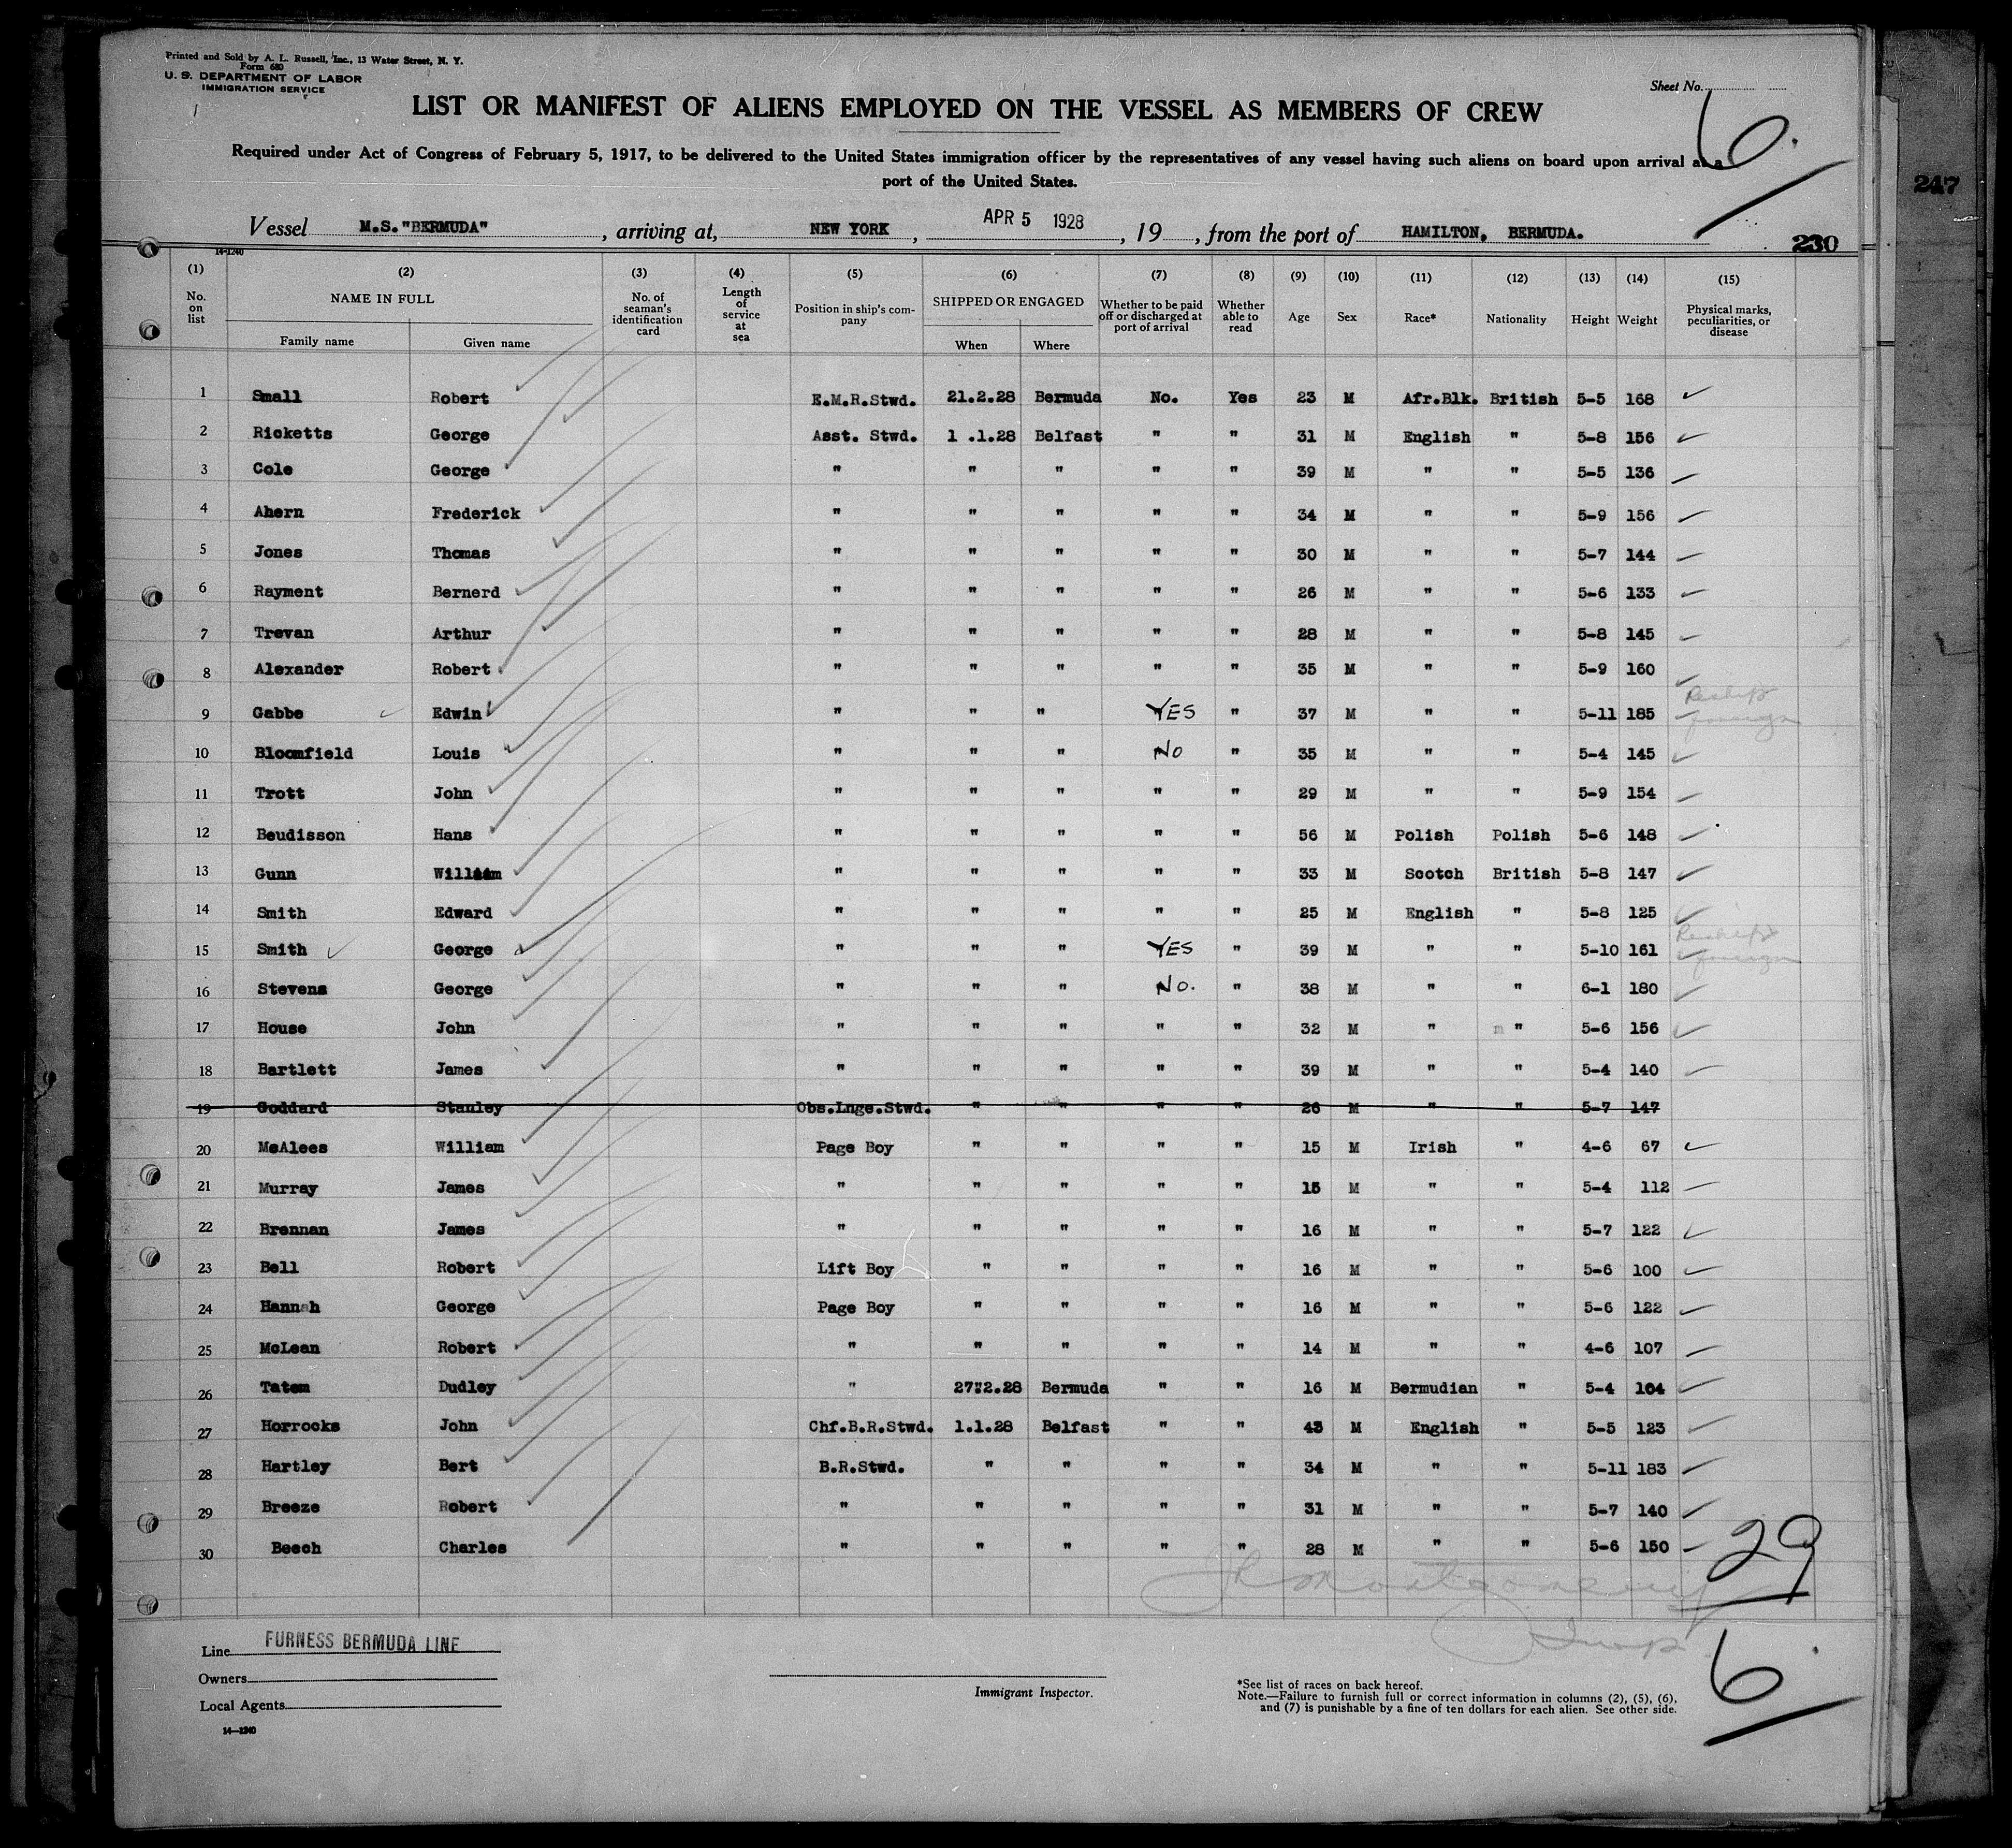 Printed and Sold by A. L. Russell, Inc., 13 Water Street, N. Y.
Form 680
U. S. DEPARTMENT OF LABOR
IMMIGRATION SERVICE
Sheet No. 6.
LIST OR MANIFEST OF ALIENS EMPLOYED ON THE VESSEL AS MEMBERS OF CREW
Required under Act of Congress of February 5, 1917, to be delivered to the United States immigration officer by the representatives of any vessel having such aliens on board upon arrival at a
port of the United States.
247
Vessel M.S."BERMUDA", arriving at, NEW YORK, APR 5 1928, 19, from the port of HAMILTON, BERMUDA.
14-1240
230
(1) (2) (3) (4) (5) (6) (7) (8) (9) (10) (11) (12) (13) (14) (15)
No. on list NAME IN FULL Family name Given name No. of seaman's identification card Length of service at sea Position in ship's company SHIPPED OR ENGAGED When Where Whether to be paid off or discharged at port of arrival Whether able to read Age Sex Race* Nationality Height Weight Physical marks, peculiarities, or disease
1 Small Robert E.M.R.Stwd. 21.2.28 Bermuda No. Yes 23 M Afr.Blk. British 5-5 168
2 Ricketts George Asst. Stwd. 1 .1.28 Belfast " " 31 M English " 5-8 156
3 Cole George " " " " " 39 M " " 5-5 136
4 Ahern Frederick " " " " " 34 M " " 5-9 156
5 Jones Thomas " " " " " 30 M " " 5-7 144
6 Rayment Bernerd " " " " " 26 M " " 5-6 133
7 Trevan Arthur " " " " " 28 M " " 5-8 145
8 Alexander Robert " " " " " 35 M " " 5-9 160
9 Gabbe Edwin " " " YES " 37 M " " 5-11 185 Reship foreign
10 Bloomfield Louis " " " No " 35 M " " 5-4 145
11 Trott John " " " " " 29 M " " 5-9 154
12 Beudisson Hans " " " " " 56 M Polish Polish 5-6 148
13 Gunn William " " " " " 33 M Scotch British 5-8 147
14 Smith Edward " " " " " 25 M English " 5-8 125
15 Smith George " " " YES " 39 M " " 5-10 161 Reship foreign
16 Stevens George " " " No. " 38 M " " 6-1 180
17 House John " " " " " 32 M " m " 5-6 156
18 Bartlett James " " " " " 39 M " " 5-4 140
19 Goddard Stanley Obs.Lnge.Stwd. " " " " 26 M " " 5-7 147
20 McAlees William Page Boy " " " " 15 M Irish " 4-6 67
21 Murray James " " " " " 15 M " " 5-4 112
22 Brennan James " " " " " 16 M " " 5-7 122
23 Bell Robert Lift Boy " " " " 16 M " " 5-6 100
24 Hannah George Page Boy " " " " 16 M " " 5-6 122
25 McLean Robert " " " " " 14 M " " 4-6 107
26 Tatem Dudley " 27"2.28 Bermuda " " 16 M Bermudian " 5-4 104
27 Horrocks John Chf.B.R.Stwd. 1.1.28 Belfast " " 43 M English " 5-5 123
28 Hartley Bert B.R.Stwd. " " " " 34 M " " 5-11 183
29 Breeze Robert " " " " " 31 M " " 5-7 140
30 Beech Charles " " " " " 28 M " " 5-6 150
29
Montgomery
Insp
6
Line FURNESS BERMUDA LINE
Owners
Local Agents
14-1240
Immigrant Inspector.
*See list of races on back hereof.
Note.—Failure to furnish full or correct information in columns (2), (5), (6),
and (7) is punishable by a fine of ten dollars for each alien. See other side.